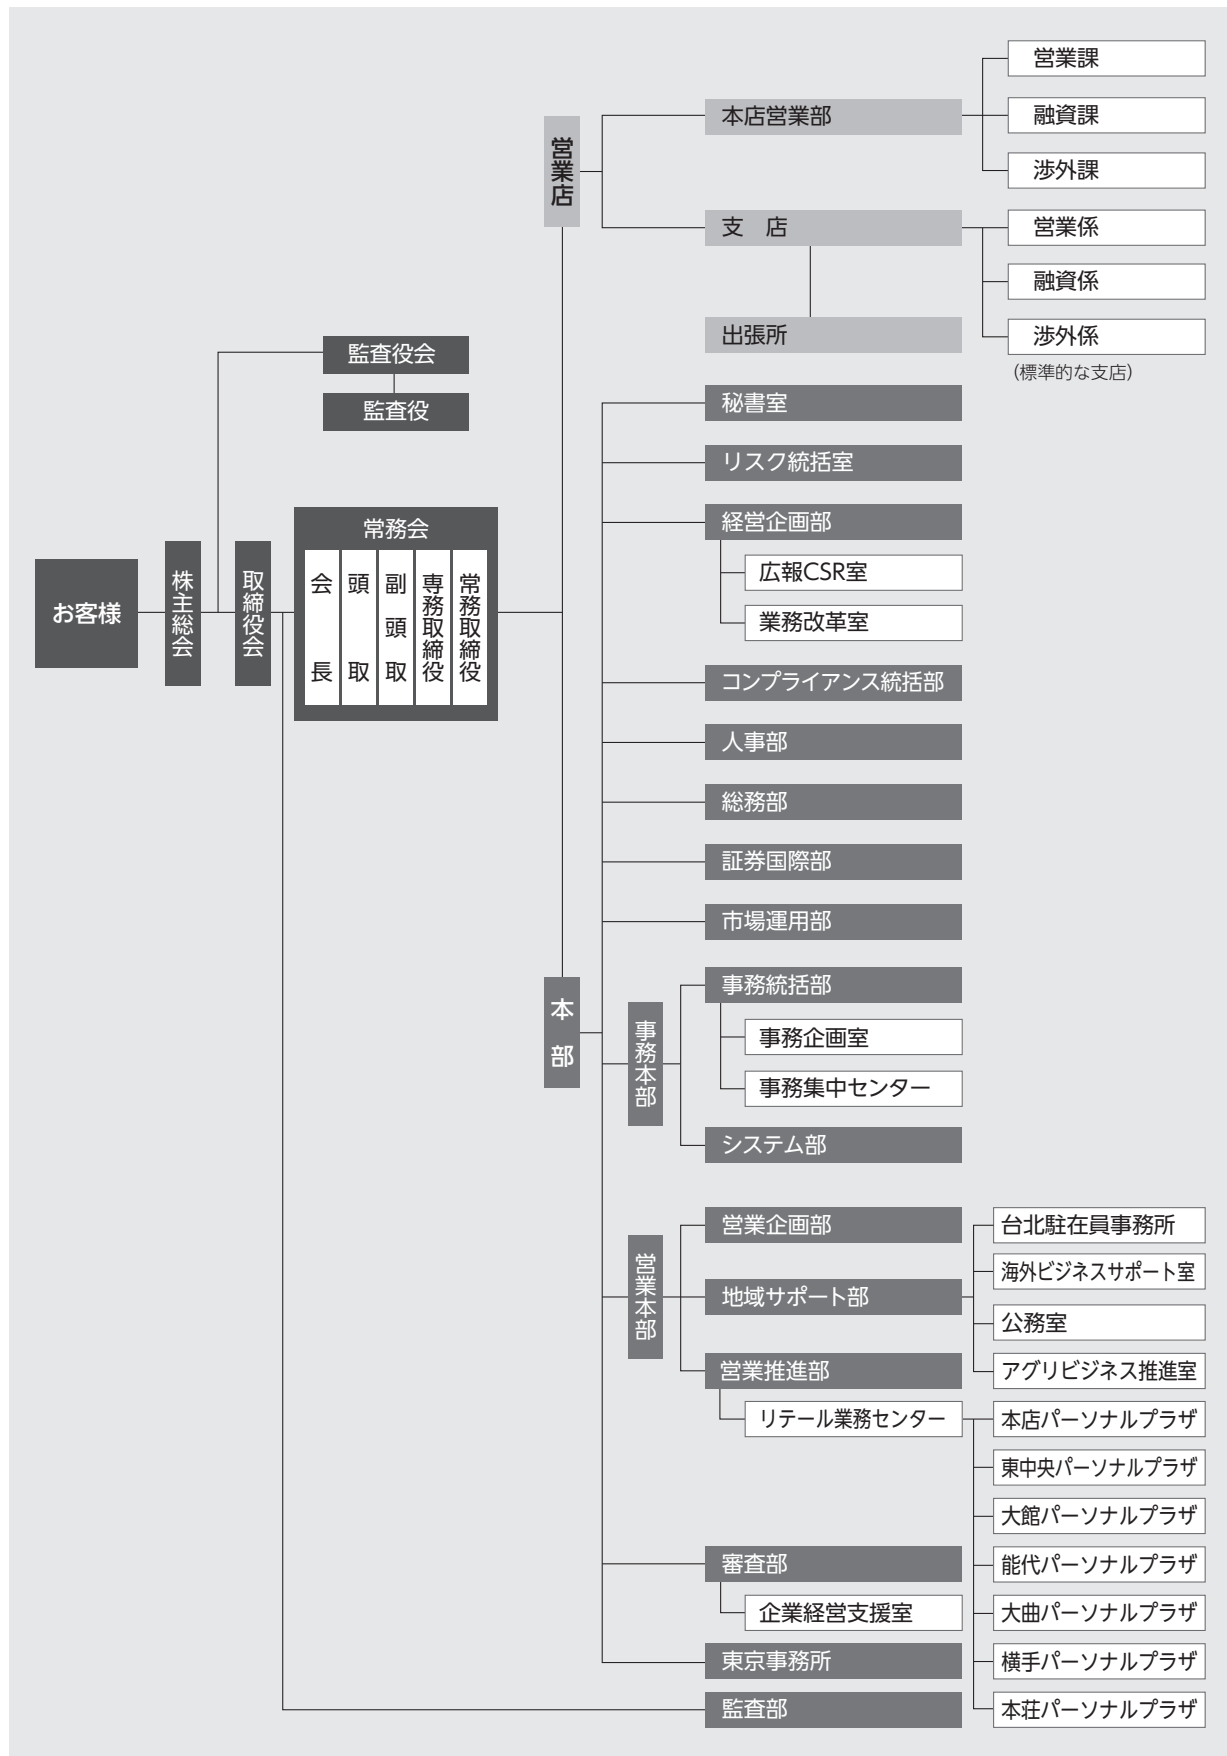 お客様
株主総会
取締役会
監査役会
監査役
常務会
会長
頭取
副頭取
専務取締役
常務取締役
営業店
本店営業部
営業課
融資課
渉外課
支　店
営業係
融資係
渉外係
(標準的な支店)
出張所
本部
秘書室
リスク統括室
経営企画部
広報CSR室
業務改革室
コンプライアンス統括部
人事部
総務部
証券国際部
市場運用部
事務本部
事務統括部
事務企画室
事務集中センター
システム部
営業本部
営業企画部
地域サポート部
台北駐在員事務所
海外ビジネスサポート室
公務室
アグリビジネス推進室
営業推進部
リテール業務センター
本店パーソナルプラザ
東中央パーソナルプラザ
大館パーソナルプラザ
能代パーソナルプラザ
大曲パーソナルプラザ
横手パーソナルプラザ
本荘パーソナルプラザ
審査部
企業経営支援室
東京事務所
監査部